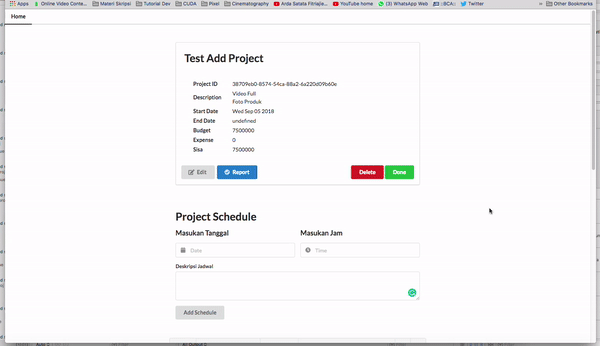 Bookmarks Online Video Conte... Materi Skripsi Tutorial Dev CUDA Pixel Cinematography Arda Satata Fitriajie... YouTube home (3) WhatsApp Web ::BCA:: Twitter >> Other Bookmarks
Home
Test Add Project
Project ID 38709eb0-8574-54ca-88a2-6a220d09b60e
Description Video Full
Foto Produk
Start Date Wed Sep 05 2018
End Date undefined
Budget 7500000
Expense 0
Sisa 7500000
Edit Report Delete Done
Project Schedule
Masukan Tanggal Masukan Jam
Date Time
Deskripsi Jadwal
Add Schedule